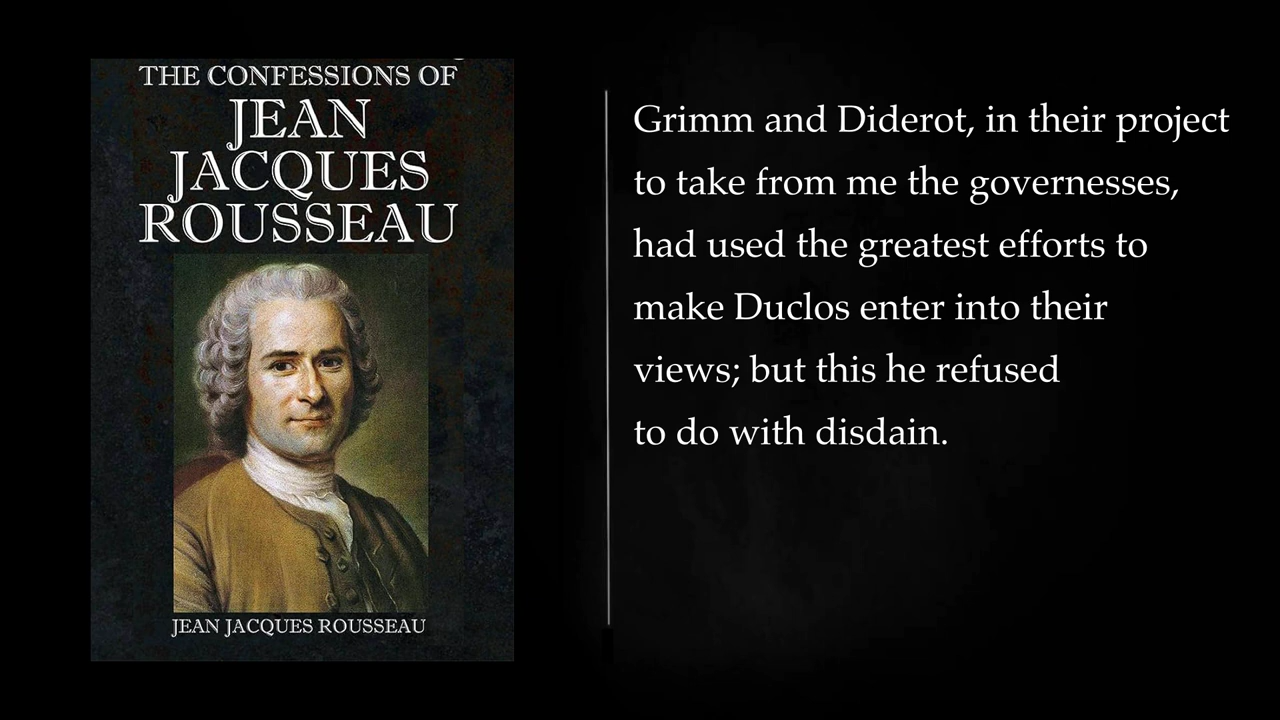 THE CONFESSIONS OF
JEAN
JACQUES
ROUSSEAU
JEAN JACQUES ROUSSEAU
Grimm and Diderot, in their project
to take from me the governesses,
had used the greatest efforts to
make Duclos enter into their
views; but this he refused
to do with disdain.